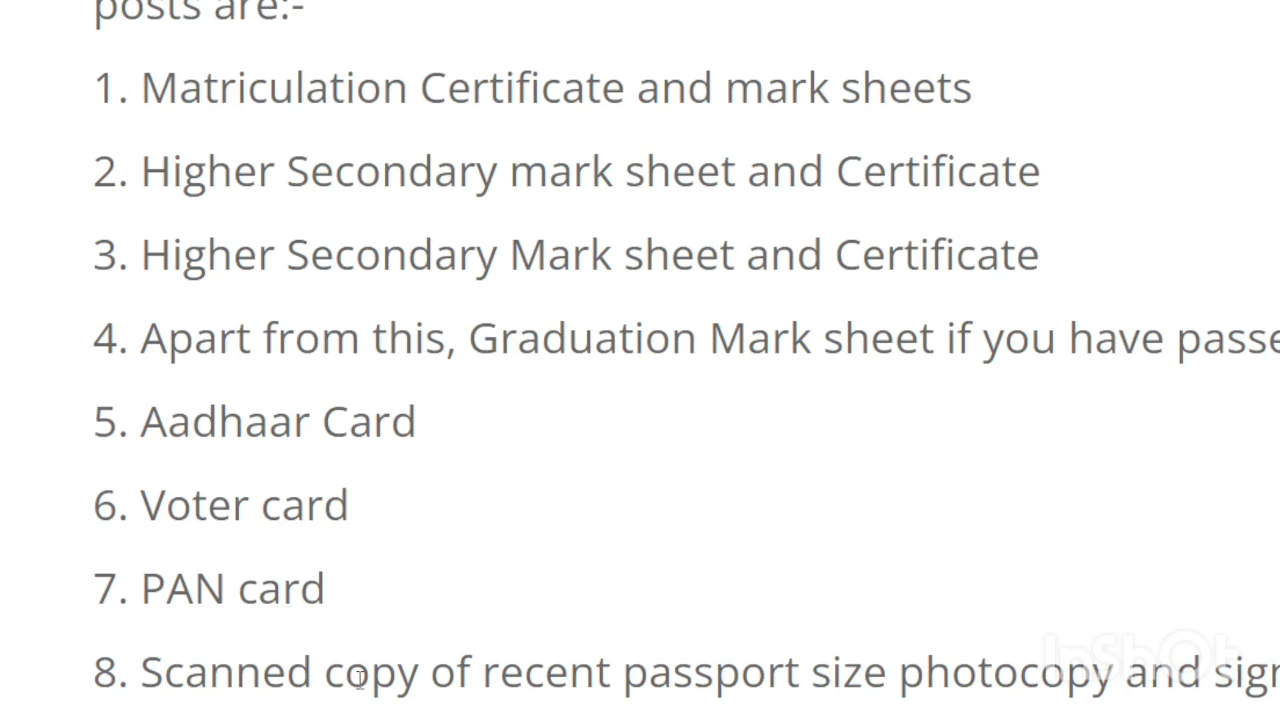 posts are:-
1. Matriculation Certificate and mark sheets
2. Higher Secondary mark sheet and Certificate
3. Higher Secondary Mark sheet and Certificate
4. Apart from this, Graduation Mark sheet if you have passe
5. Aadhaar Card
6. Voter card
7. PAN card
8. Scanned copy of recent passport size photocopy and sign
InShOt